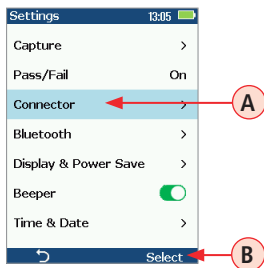 Settings 13:05
Capture >
Pass/Fail On
Connector >
A
Bluetooth >
Display & Power Save >
Beeper
Time & Date >
Select
B